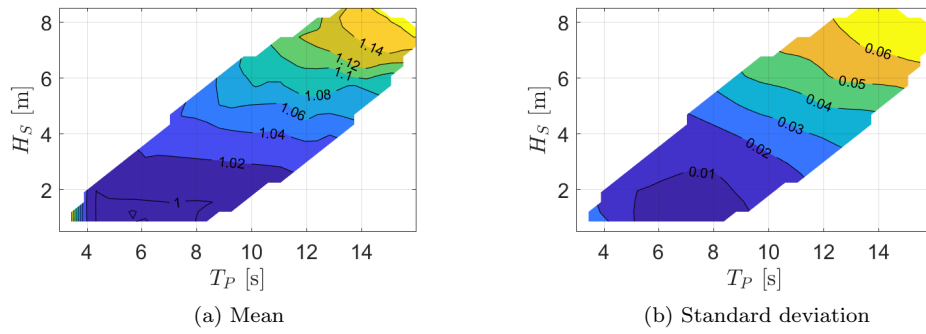 8
6
4
2
H_S [m]
1.14
1.12
1.1
1.08
1.06
1.04
1.02
1
4 6 8 10 12 14
T_P [s]
(a) Mean
8
6
4
2
H_S [m]
0.06
0.05
0.04
0.03
0.02
0.01
4 6 8 10 12 14
T_P [s]
(b) Standard deviation